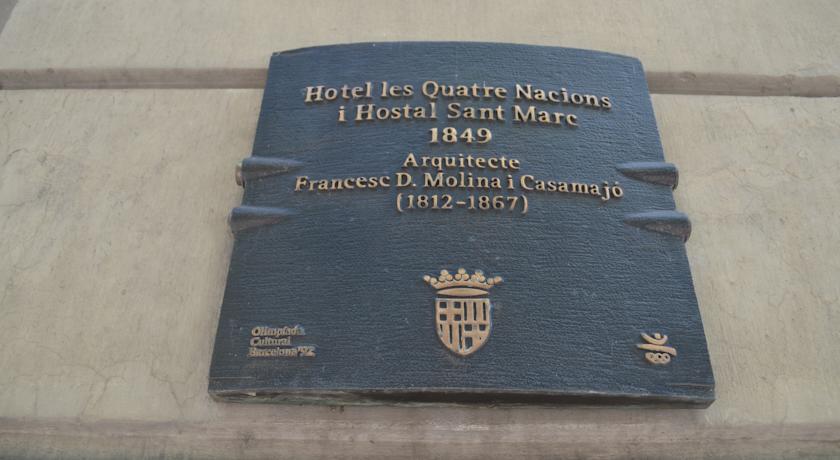 Hotel les Quatre Nacions
i Hostal Sant Marc
1849
Arquitecte
Francesc D. Molina i Casamajó
(1812-1867)
Olimpíada
Cultural
Barcelona'92